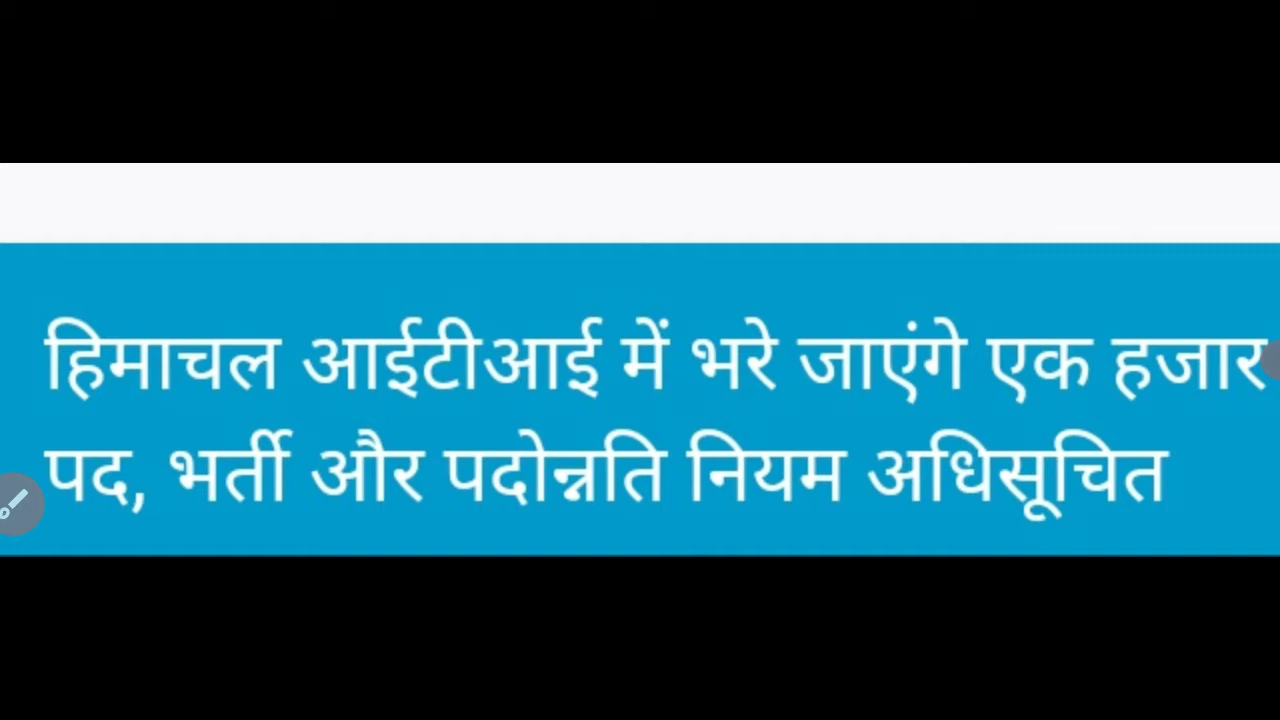 हिमाचल आईटीआई में भरे जाएंगे एक हजार
पद, भर्ती और पदोन्नति नियम अधिसूचित